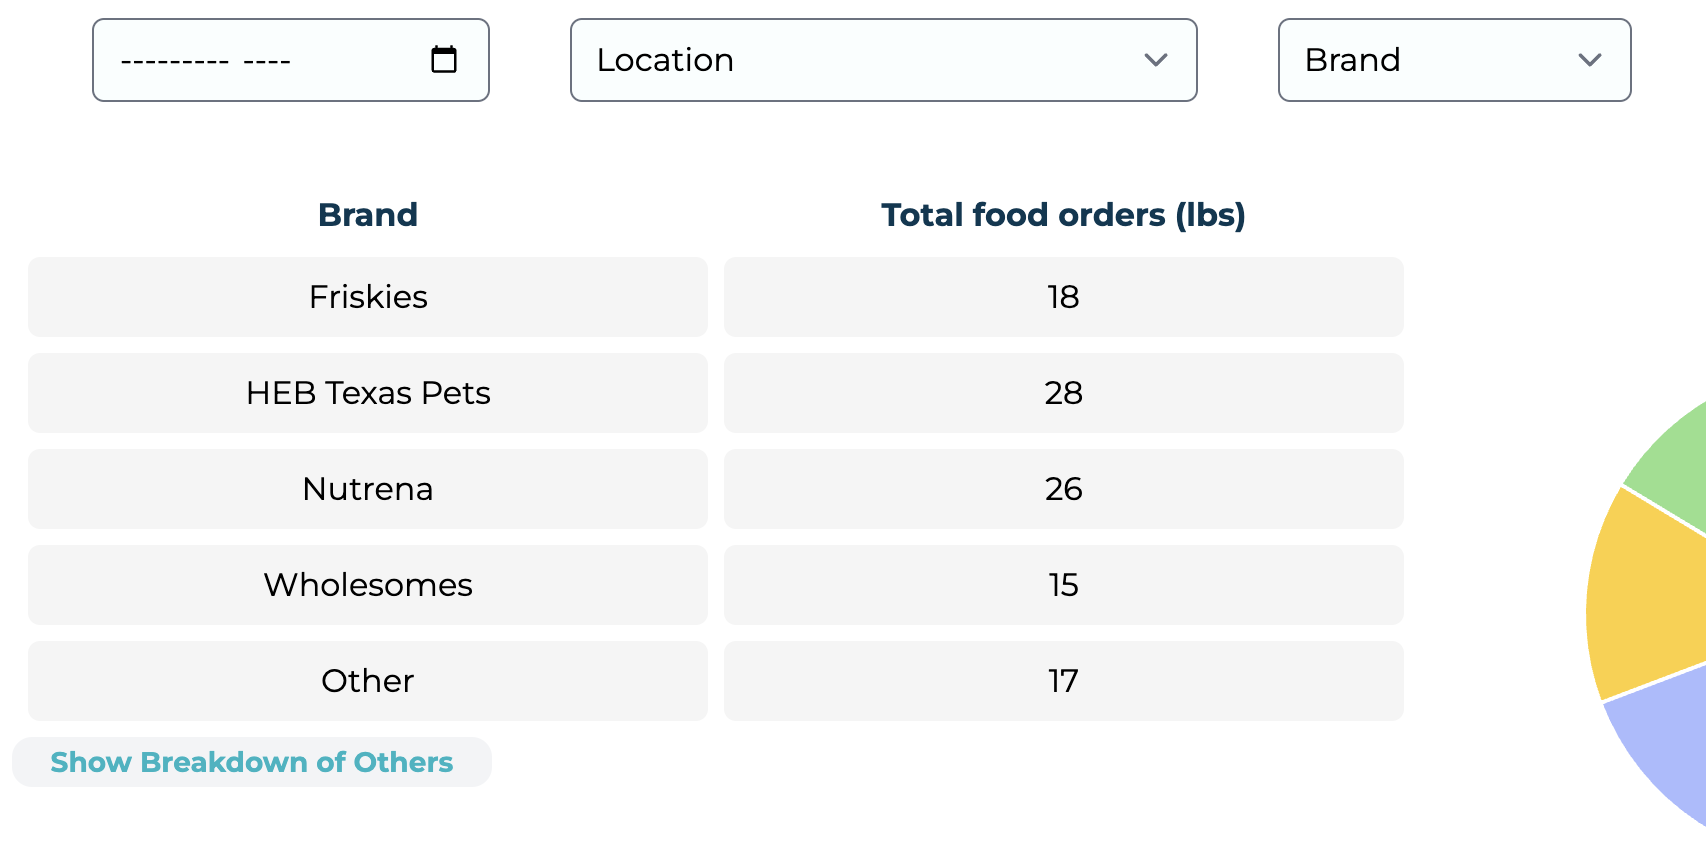 --------- ----
Location
Brand
Brand Total food orders (lbs)
Friskies 18
HEB Texas Pets 28
Nutrena 26
Wholesomes 15
Other 17
Show Breakdown of Others